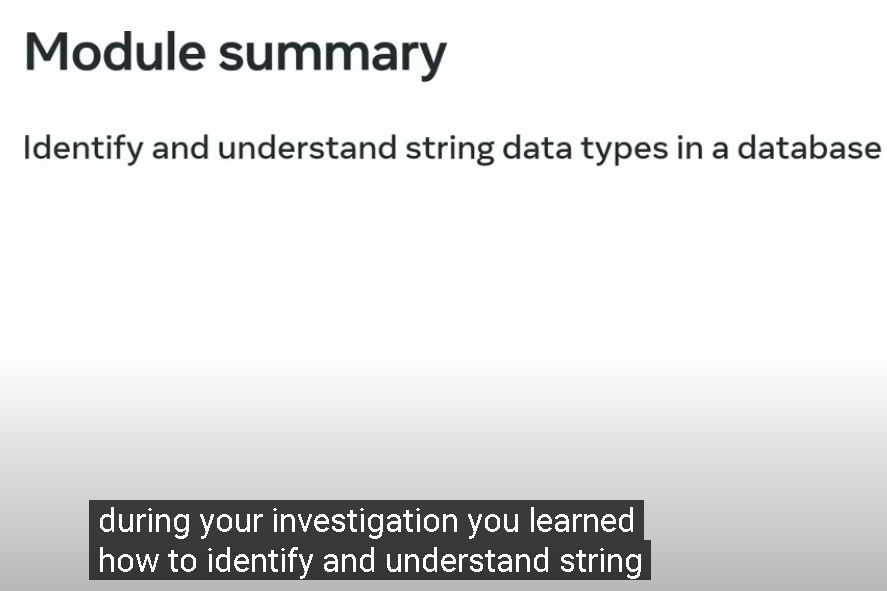 Module summary
Identify and understand string data types in a database
during your investigation you learned
how to identify and understand string